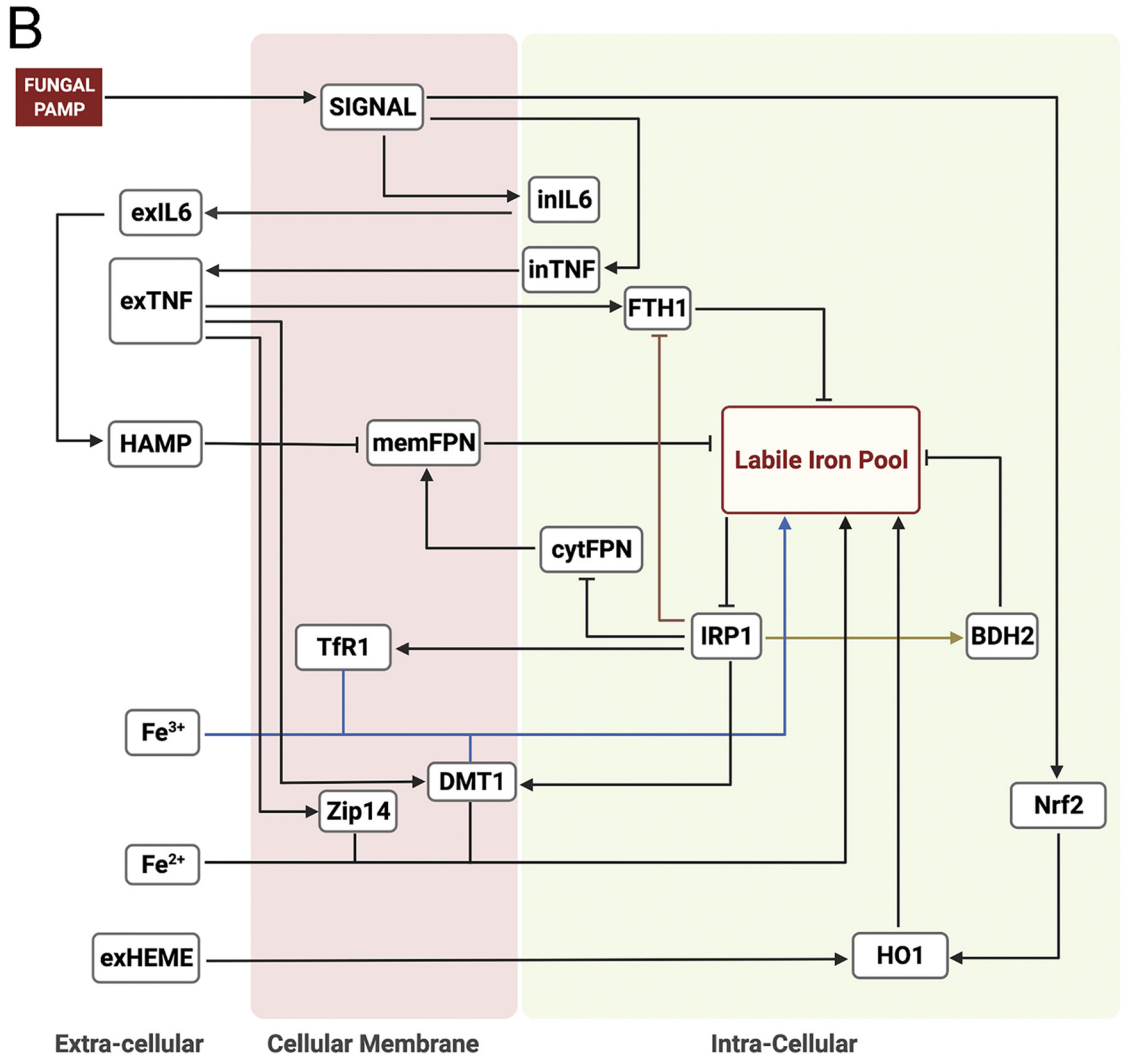 B
FUNGAL
PAMP
SIGNAL
inIL6
exIL6
inTNF
exTNF
FTH1
HAMP
memFPN
Labile Iron Pool
cytFPN
IRP1
BDH2
TfR1
Fe³⁺
DMT1
Zip14
Nrf2
Fe²⁺
exHEME
HO1
Extra-cellular
Cellular Membrane
Intra-Cellular